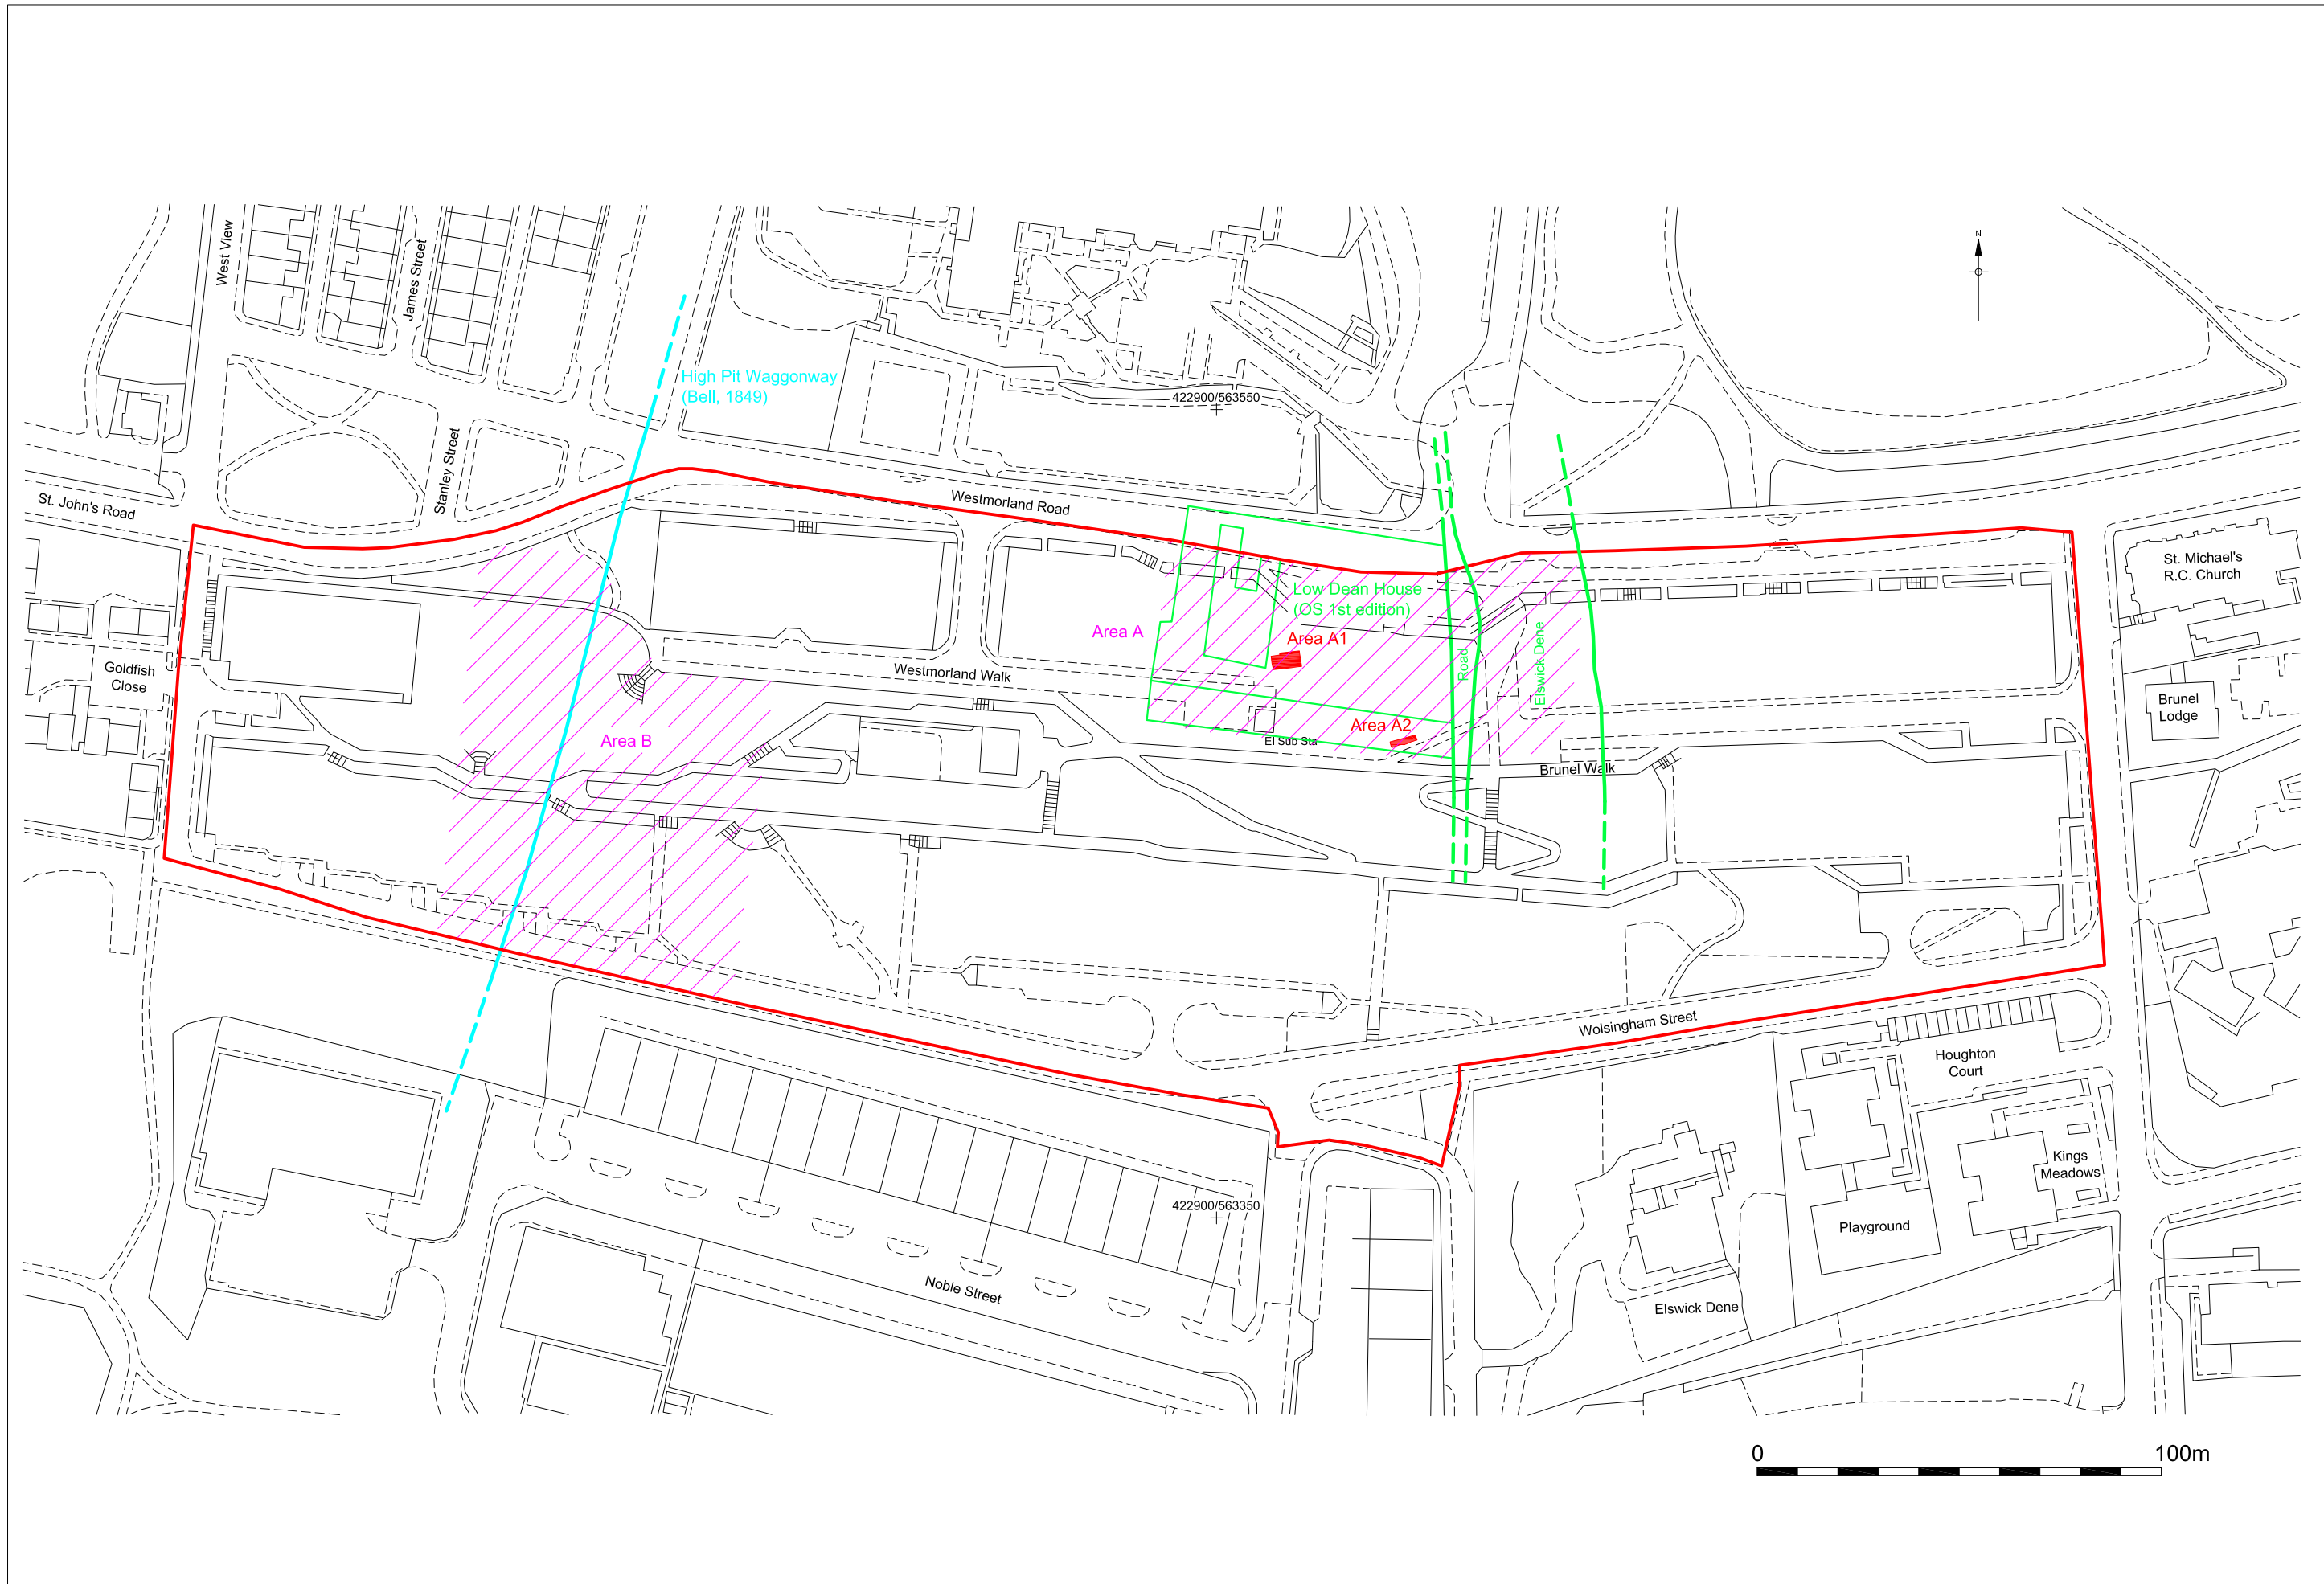 West View
James Street
N
High Pit Waggonway
(Bell, 1849)
422900/563550
Stanley Street
St. John's Road
Westmorland Road
St. Michael's
R.C. Church
Low Dean House
(OS 1st edition)
Area A
Area A1
Road
Elswick Dene
Goldfish
Close
Westmorland Walk
Brunel
Lodge
Area B
Area A2
El Sub Sta
Brunel Walk
Wolsingham Street
Houghton
Court
Kings
Meadows
422900/563350
Playground
Noble Street
Elswick Dene
0
100m